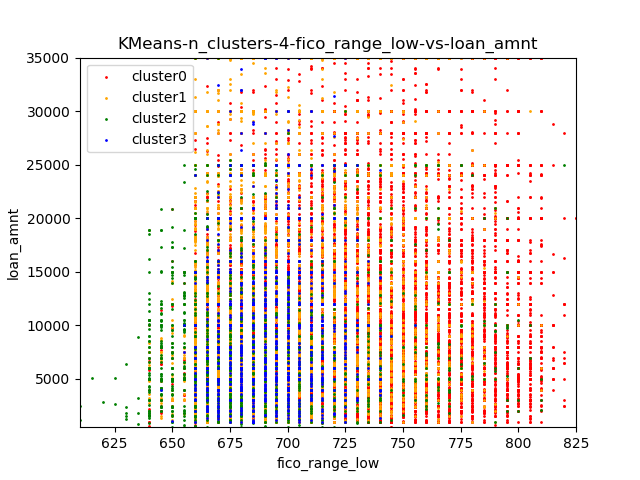 KMeans-n_clusters-4-fico_range_low-vs-loan_amnt
35000
30000
25000
20000
15000
10000
5000
loan_amnt
cluster0
cluster1
cluster2
cluster3
625 650 675 700 725 750 775 800 825
fico_range_low